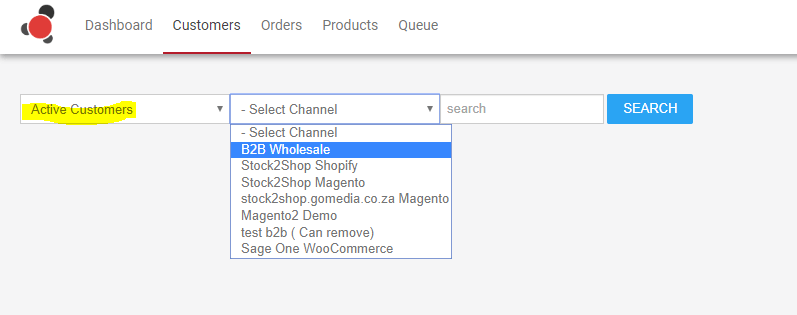 Dashboard Customers Orders Products Queue
Active Customers - Select Channel search SEARCH
- Select Channel
B2B Wholesale
Stock2Shop Shopify
Stock2Shop Magento
stock2shop.gomedia.co.za Magento
Magento2 Demo
test b2b ( Can remove)
Sage One WooCommerce